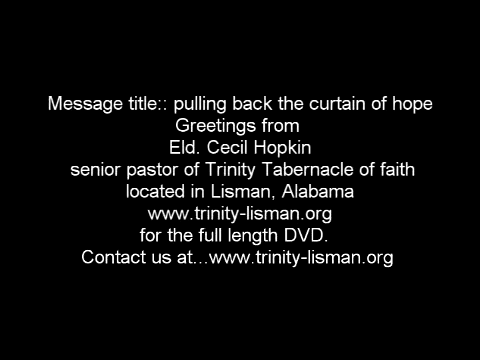 Message title:: pulling back the curtain of hope
Greetings from
Eld. Cecil Hopkin
senior pastor of Trinity Tabernacle of faith
located in Lisman, Alabama
www.trinity-lisman.org
for the full length DVD.
Contact us at...www.trinity-lisman.org